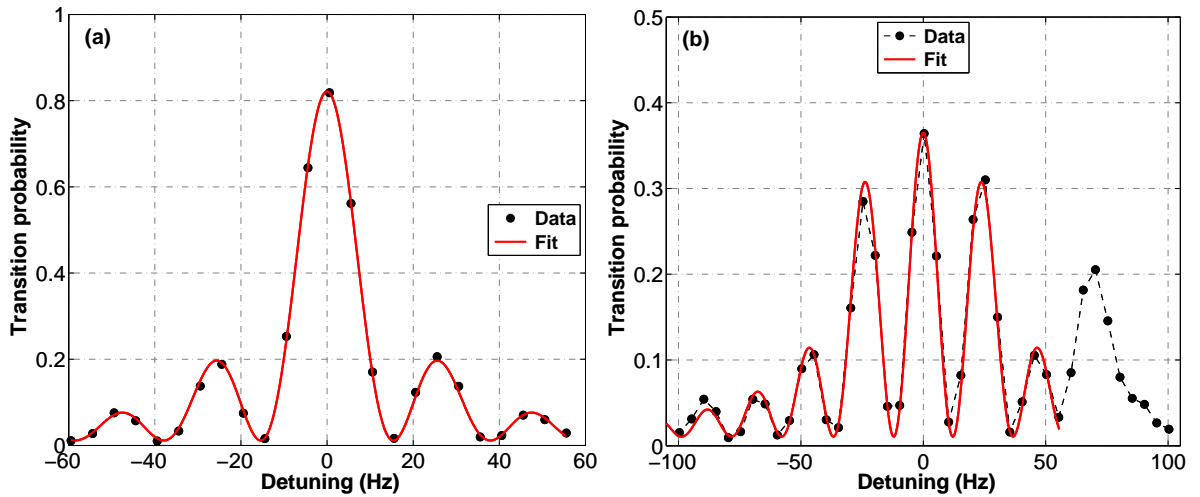 (a)
Transition probability
1
0.8
0.6
0.4
0.2
0
−60
−40
−20
0
20
40
60
Detuning (Hz)
Data
Fit
(b)
Transition probability
0.5
0.4
0.3
0.2
0.1
0
−100
−50
0
50
100
Detuning (Hz)
Data
Fit